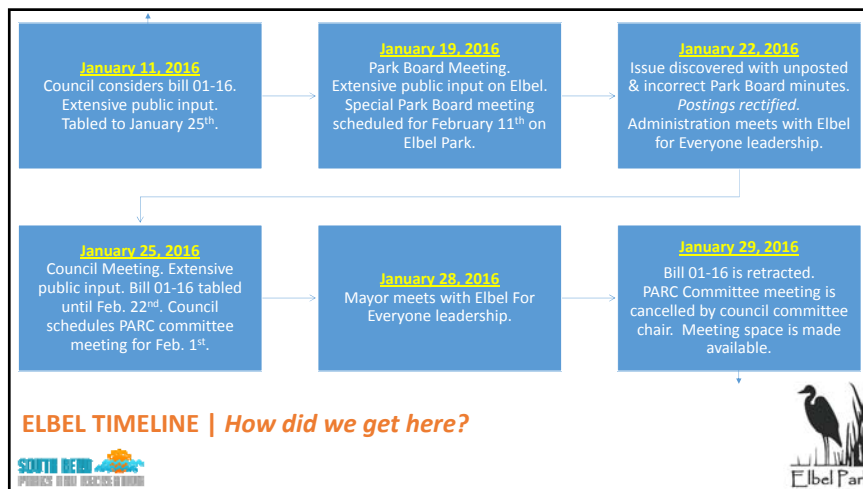 January 11, 2016
Council considers bill 01-16.
Extensive public input.
Tabled to January 25th.
January 19, 2016
Park Board Meeting.
Extensive public input on Elbel.
Special Park Board meeting
scheduled for February 11th on
Elbel Park.
January 22, 2016
Issue discovered with unposted
& incorrect Park Board minutes.
Postings rectified.
Administration meets with Elbel
for Everyone leadership.
January 25, 2016
Council Meeting. Extensive
public input. Bill 01-16 tabled
until Feb. 22nd. Council
schedules PARC committee
meeting for Feb. 1st.
January 28, 2016
Mayor meets with Elbel For
Everyone leadership.
January 29, 2016
Bill 01-16 is retracted.
PARC Committee meeting is
cancelled by council committee
chair. Meeting space is made
available.
ELBEL TIMELINE | How did we get here?
SOUTH BEND
PARKS AND RECREATION
Elbel Par